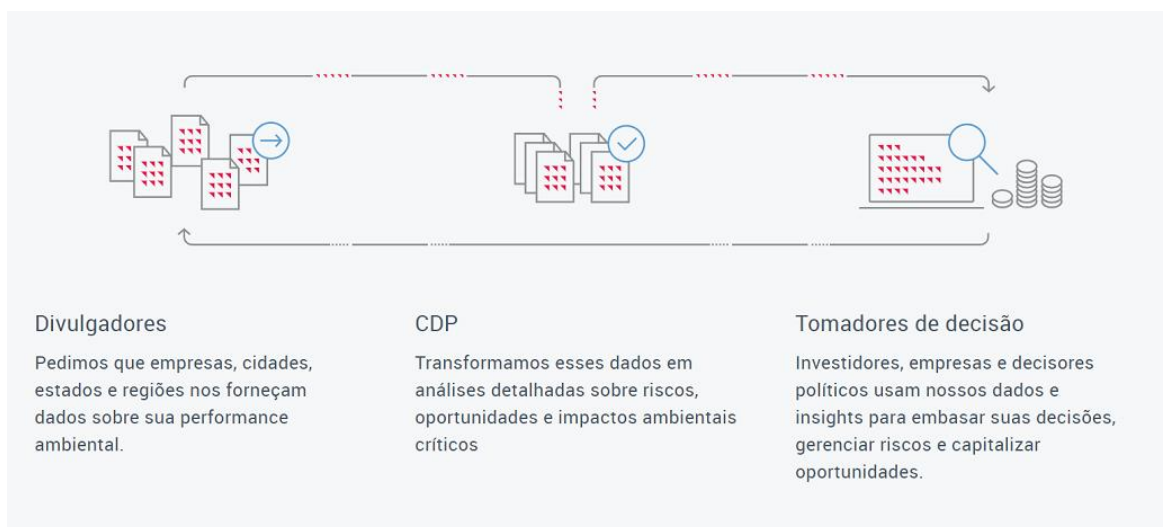 Divulgadores
Pedimos que empresas, cidades,
estados e regiões nos forneçam
dados sobre sua performance
ambiental.
CDP
Transformamos esses dados em
análises detalhadas sobre riscos,
oportunidades e impactos ambientais
críticos
Tomadores de decisão
Investidores, empresas e decisores
políticos usam nossos dados e
insights para embasar suas decisões,
gerenciar riscos e capitalizar
oportunidades.